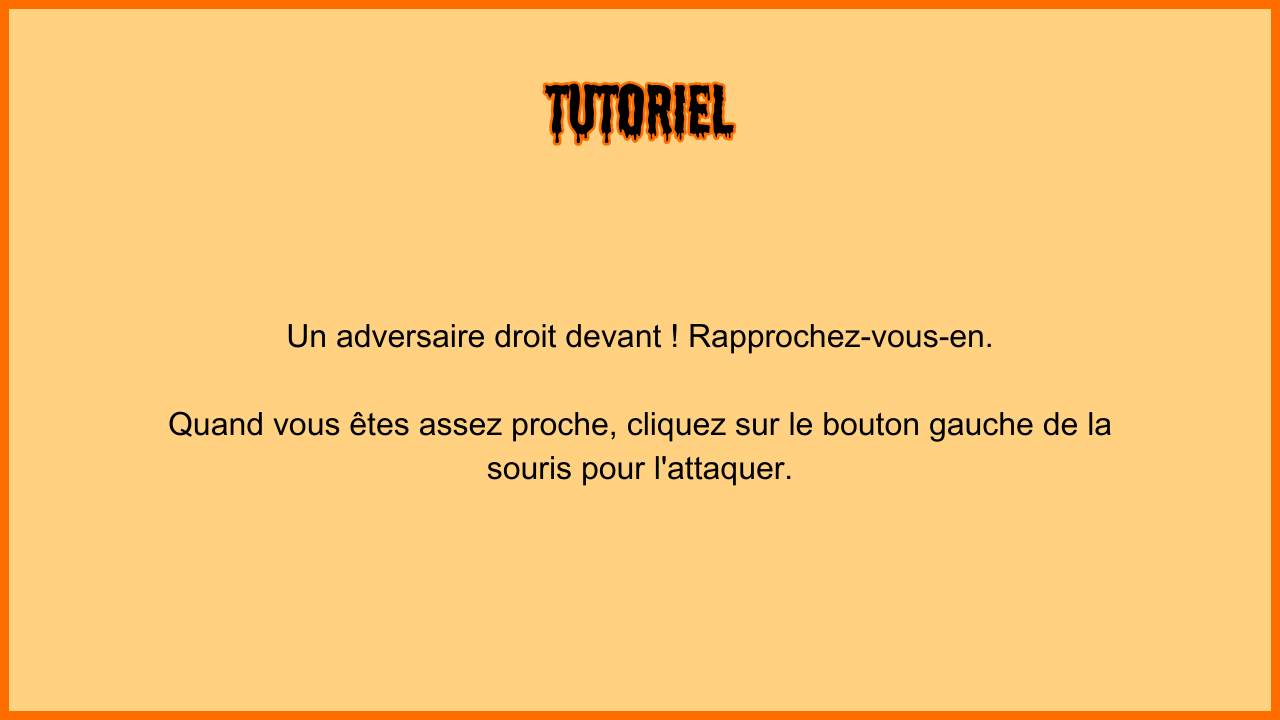 TUTORIEL
Un adversaire droit devant ! Rapprochez-vous-en.
Quand vous êtes assez proche, cliquez sur le bouton gauche de la
souris pour l'attaquer.